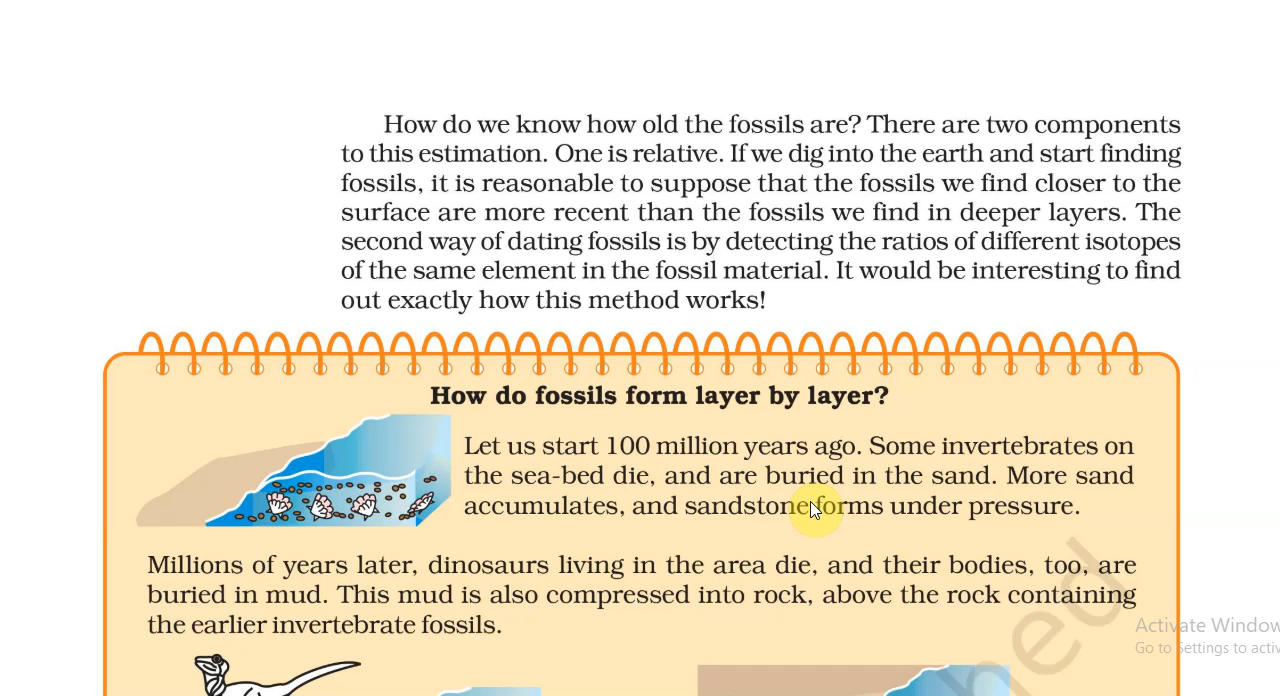 How do we know how old the fossils are? There are two components
to this estimation. One is relative. If we dig into the earth and start finding
fossils, it is reasonable to suppose that the fossils we find closer to the
surface are more recent than the fossils we find in deeper layers. The
second way of dating fossils is by detecting the ratios of different isotopes
of the same element in the fossil material. It would be interesting to find
out exactly how this method works!
How do fossils form layer by layer?
Let us start 100 million years ago. Some invertebrates on
the sea-bed die, and are buried in the sand. More sand
accumulates, and sandstone forms under pressure.
Millions of years later, dinosaurs living in the area die, and their bodies, too, are
buried in mud. This mud is also compressed into rock, above the rock containing
the earlier invertebrate fossils.
Activate Window
Go to Settings to activ
hed